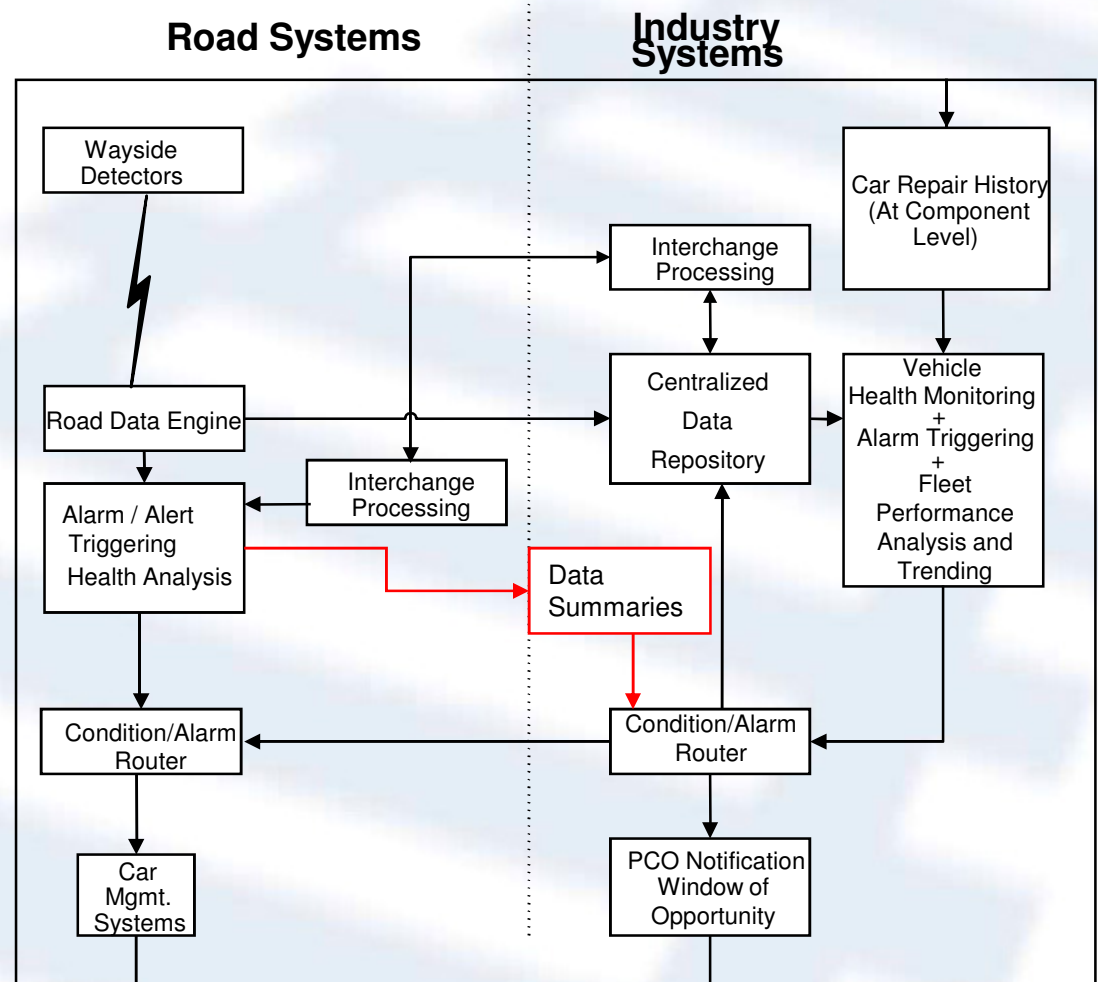 Road Systems
Industry
Systems
Wayside
Detectors
Car Repair History
(At Component
Level)
Interchange
Processing
Road Data Engine
Centralized
Data
Repository
Vehicle
Health Monitoring
+
Alarm Triggering
+
Fleet
Performance
Analysis and
Trending
Interchange
Processing
Alarm / Alert
Triggering
Health Analysis
Data
Summaries
Condition/Alarm
Router
Condition/Alarm
Router
Car
Mgmt.
Systems
PCO Notification
Window of
Opportunity